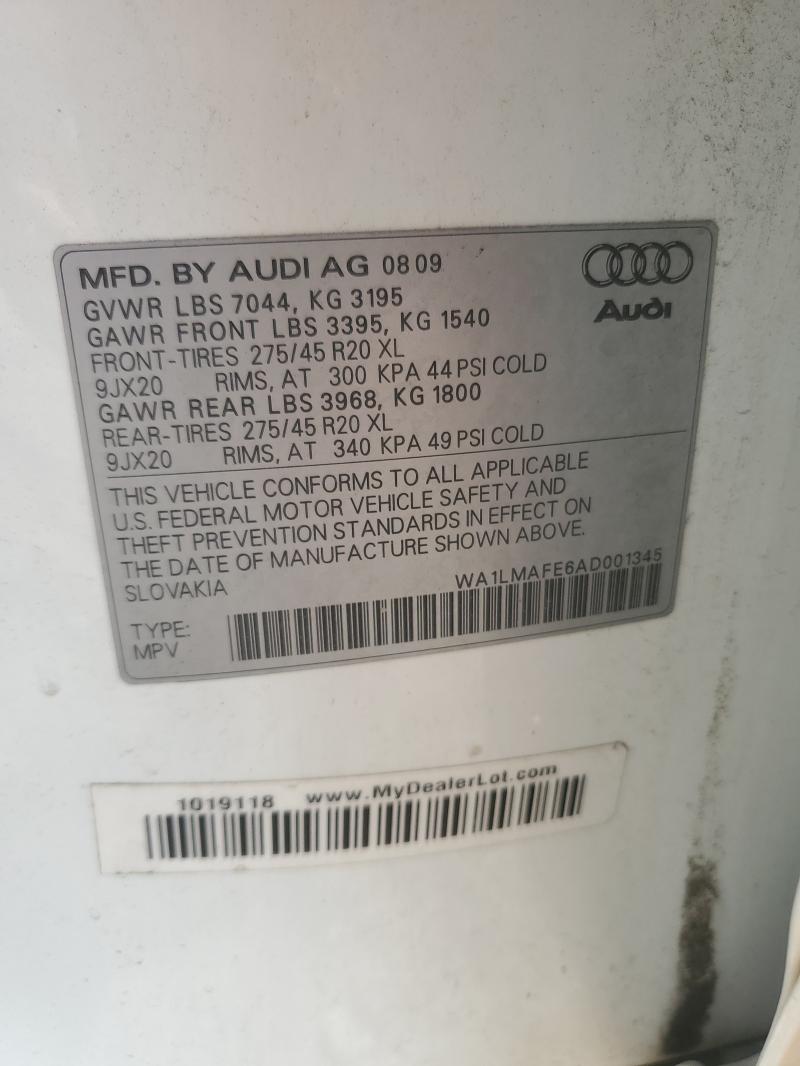 MFD. BY AUDI AG 08 09
Audi
GVWR LBS 7044, KG 3195
GAWR FRONT LBS 3395, KG 1540
FRONT-TIRES 275/45 R20 XL
9JX20 RIMS, AT 300 KPA 44 PSI COLD
GAWR REAR LBS 3968, KG 1800
REAR-TIRES 275/45 R20 XL
9JX20 RIMS, AT 340 KPA 49 PSI COLD
THIS VEHICLE CONFORMS TO ALL APPLICABLE
U.S. FEDERAL MOTOR VEHICLE SAFETY AND
THEFT PREVENTION STANDARDS IN EFFECT ON
THE DATE OF MANUFACTURE SHOWN ABOVE.
SLOVAKIA WA1LMAFE6AD001345
TYPE:
MPV
1019118 www.MyDealerLot.com